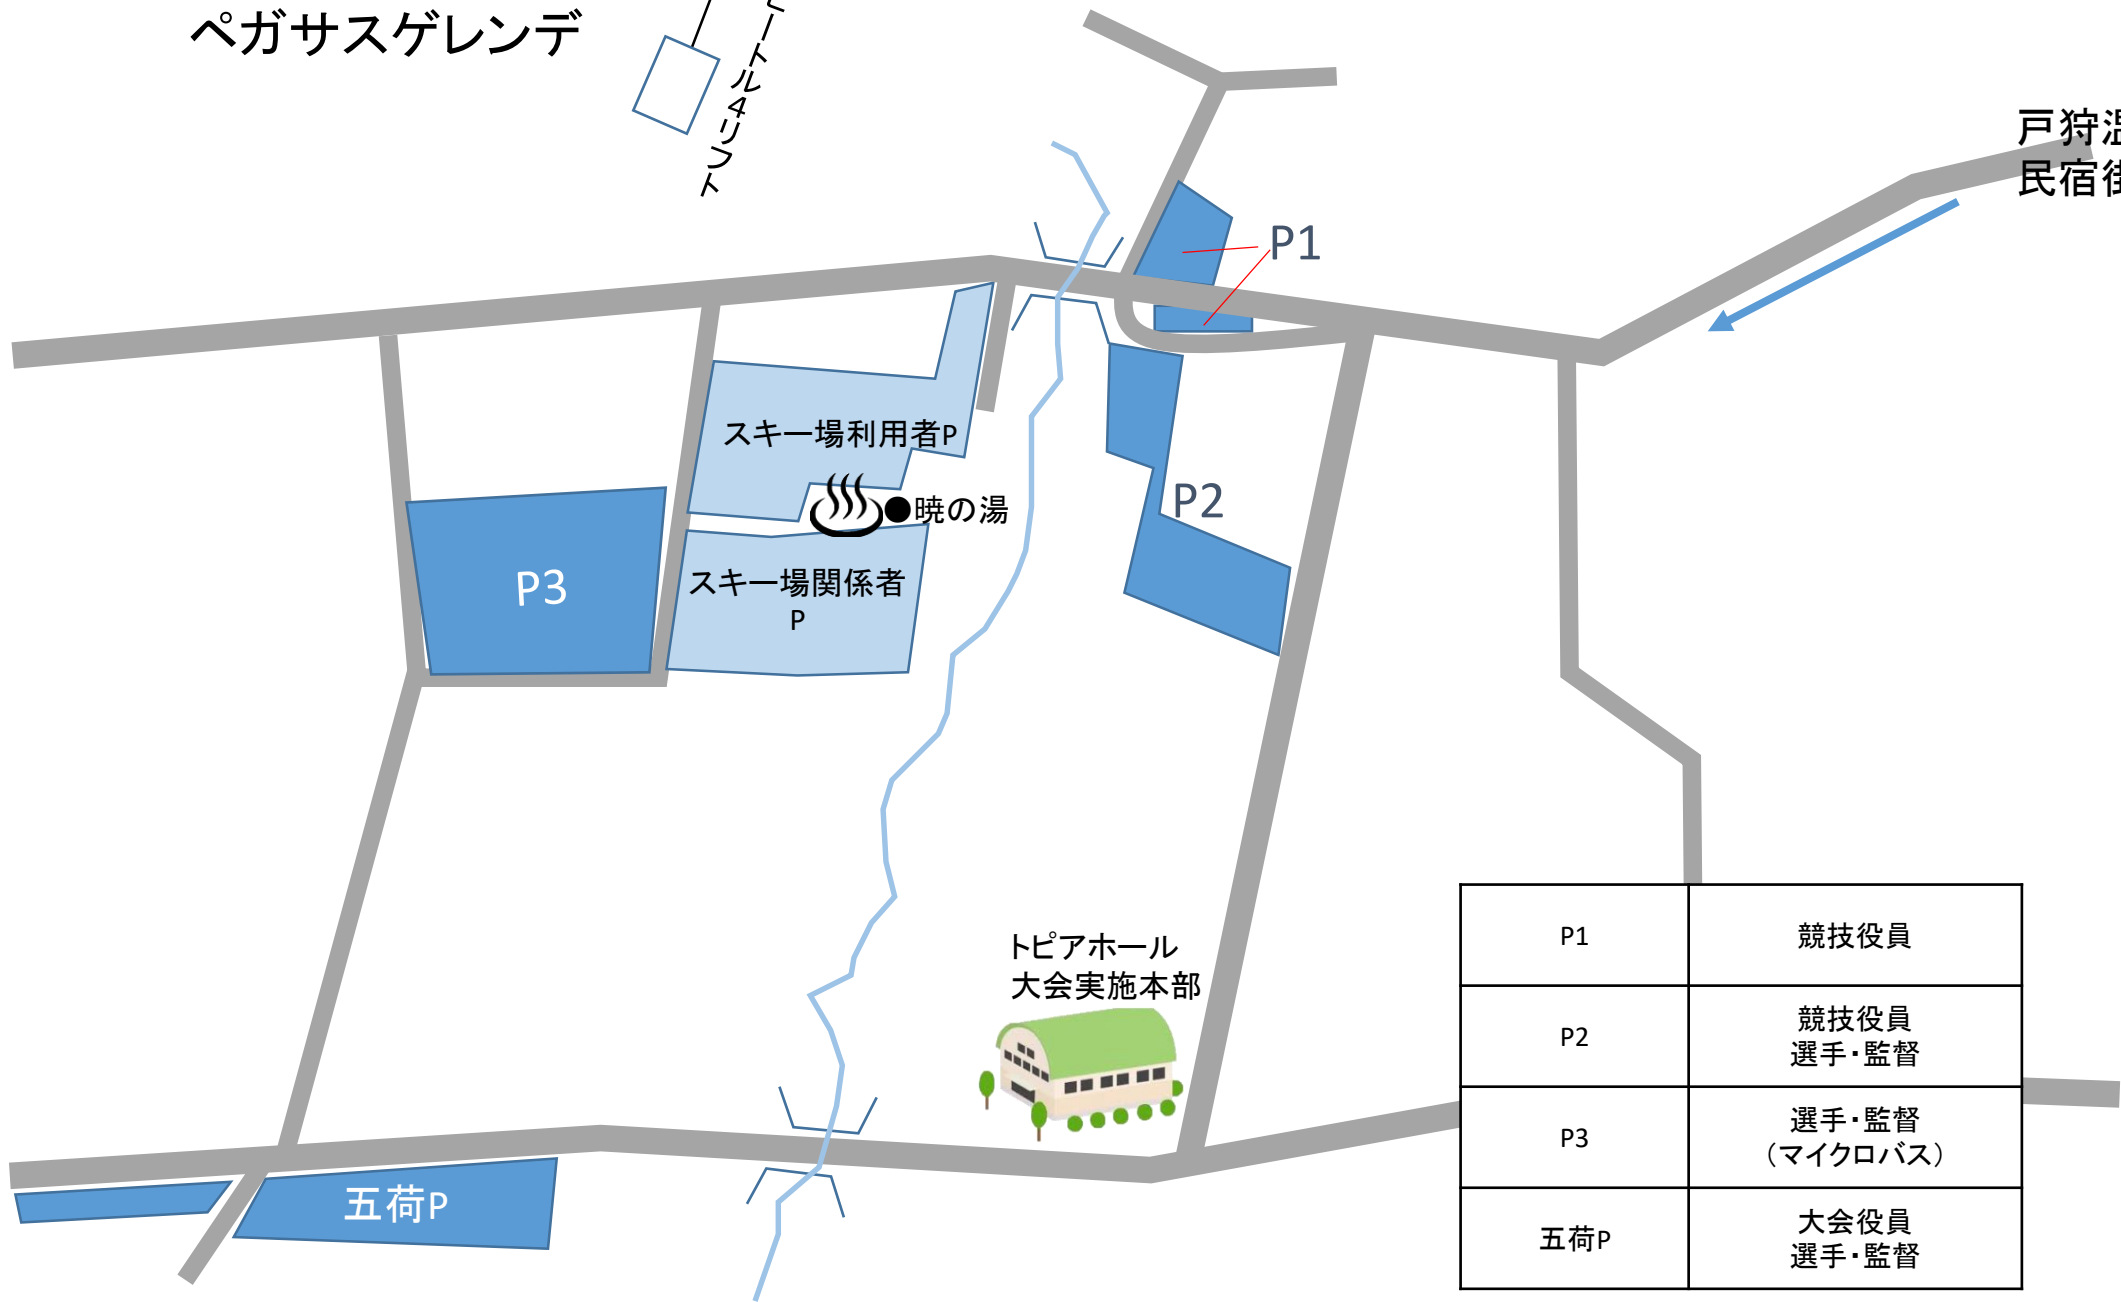 ペガサスゲレンデ
ートル4リフト
戸狩温
民宿街
P1
スキー場利用者P
暁の湯
P2
P3
スキー場関係者
P
トピアホール
大会実施本部
五荷P
P1 競技役員
P2 競技役員
選手・監督
P3 選手・監督
（マイクロバス）
五荷P 大会役員
選手・監督